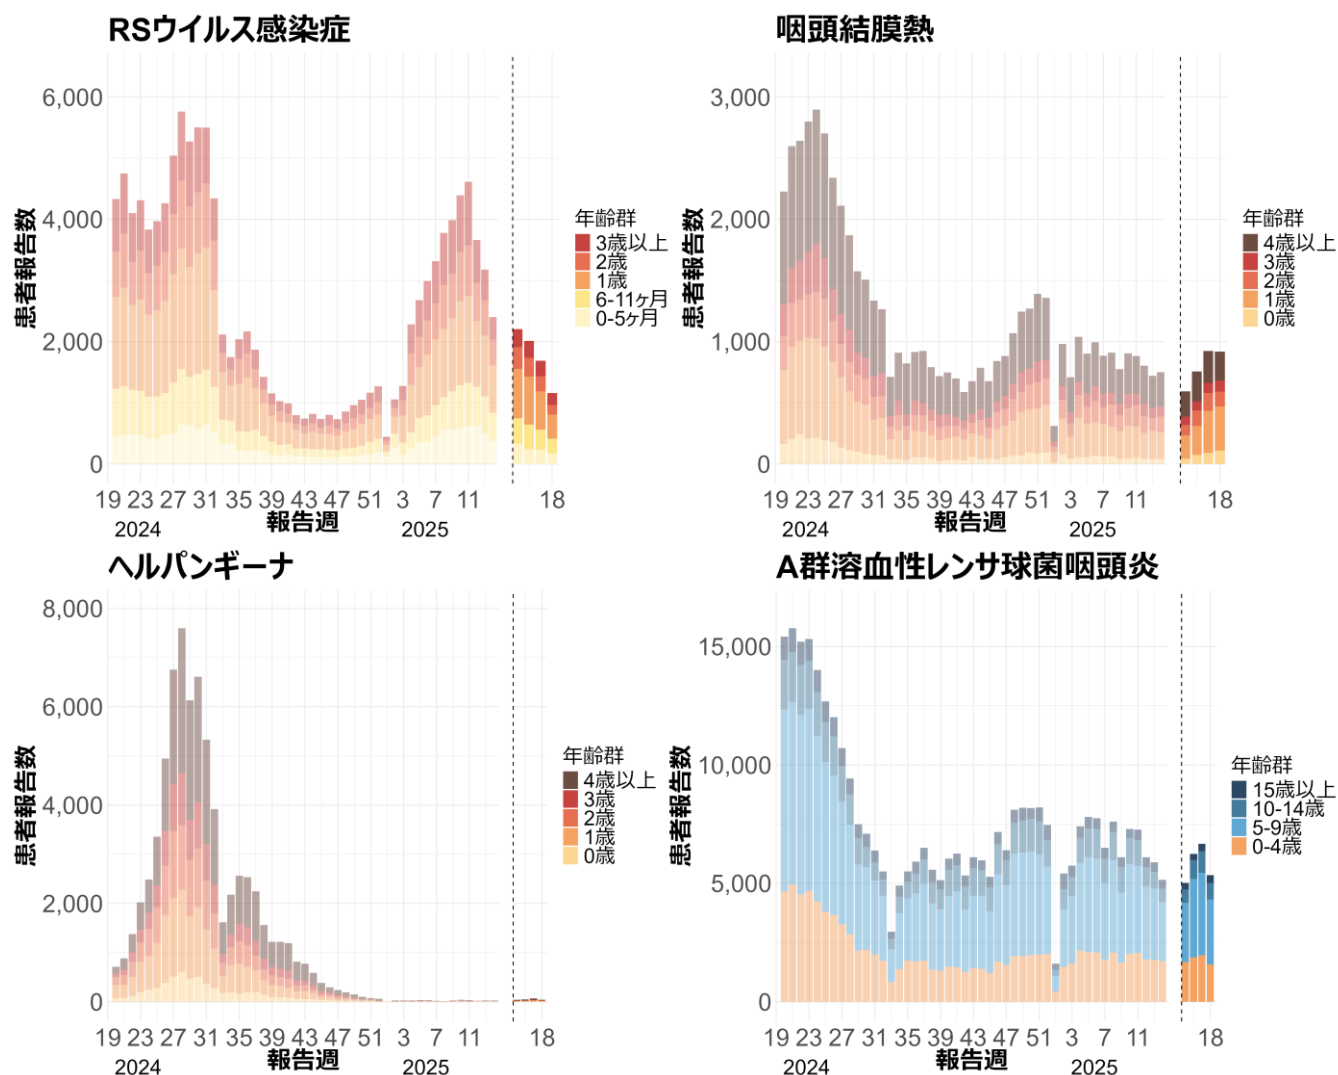 RSウイルス感染症
患者報告数
6,000
4,000
2,000
0
19 23 27 31 35 39 43 47 51 3 7 11 18
2024
報告週
2025
年齢群
3歳以上
2歳
1歳
6-11ヶ月
0-5ヶ月
咽頭結膜熱
患者報告数
3,000
2,000
1,000
0
19 23 27 31 35 39 43 47 51 3 7 11 18
2024
報告週
2025
年齢群
4歳以上
3歳
2歳
1歳
0歳
ヘルパンギーナ
患者報告数
8,000
6,000
4,000
2,000
0
19 23 27 31 35 39 43 47 51 3 7 11 18
2024
報告週
2025
年齢群
4歳以上
3歳
2歳
1歳
0歳
A群溶血性レンサ球菌咽頭炎
患者報告数
15,000
10,000
5,000
0
19 23 27 31 35 39 43 47 51 3 7 11 18
2024
報告週
2025
年齢群
15歳以上
10-14歳
5-9歳
0-4歳